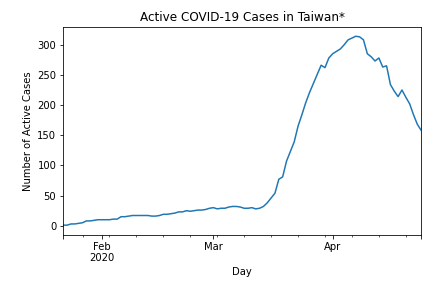 Active COVID-19 Cases in Taiwan*
Number of Active Cases
300
250
200
150
100
50
0
Feb
2020
Mar
Apr
Day